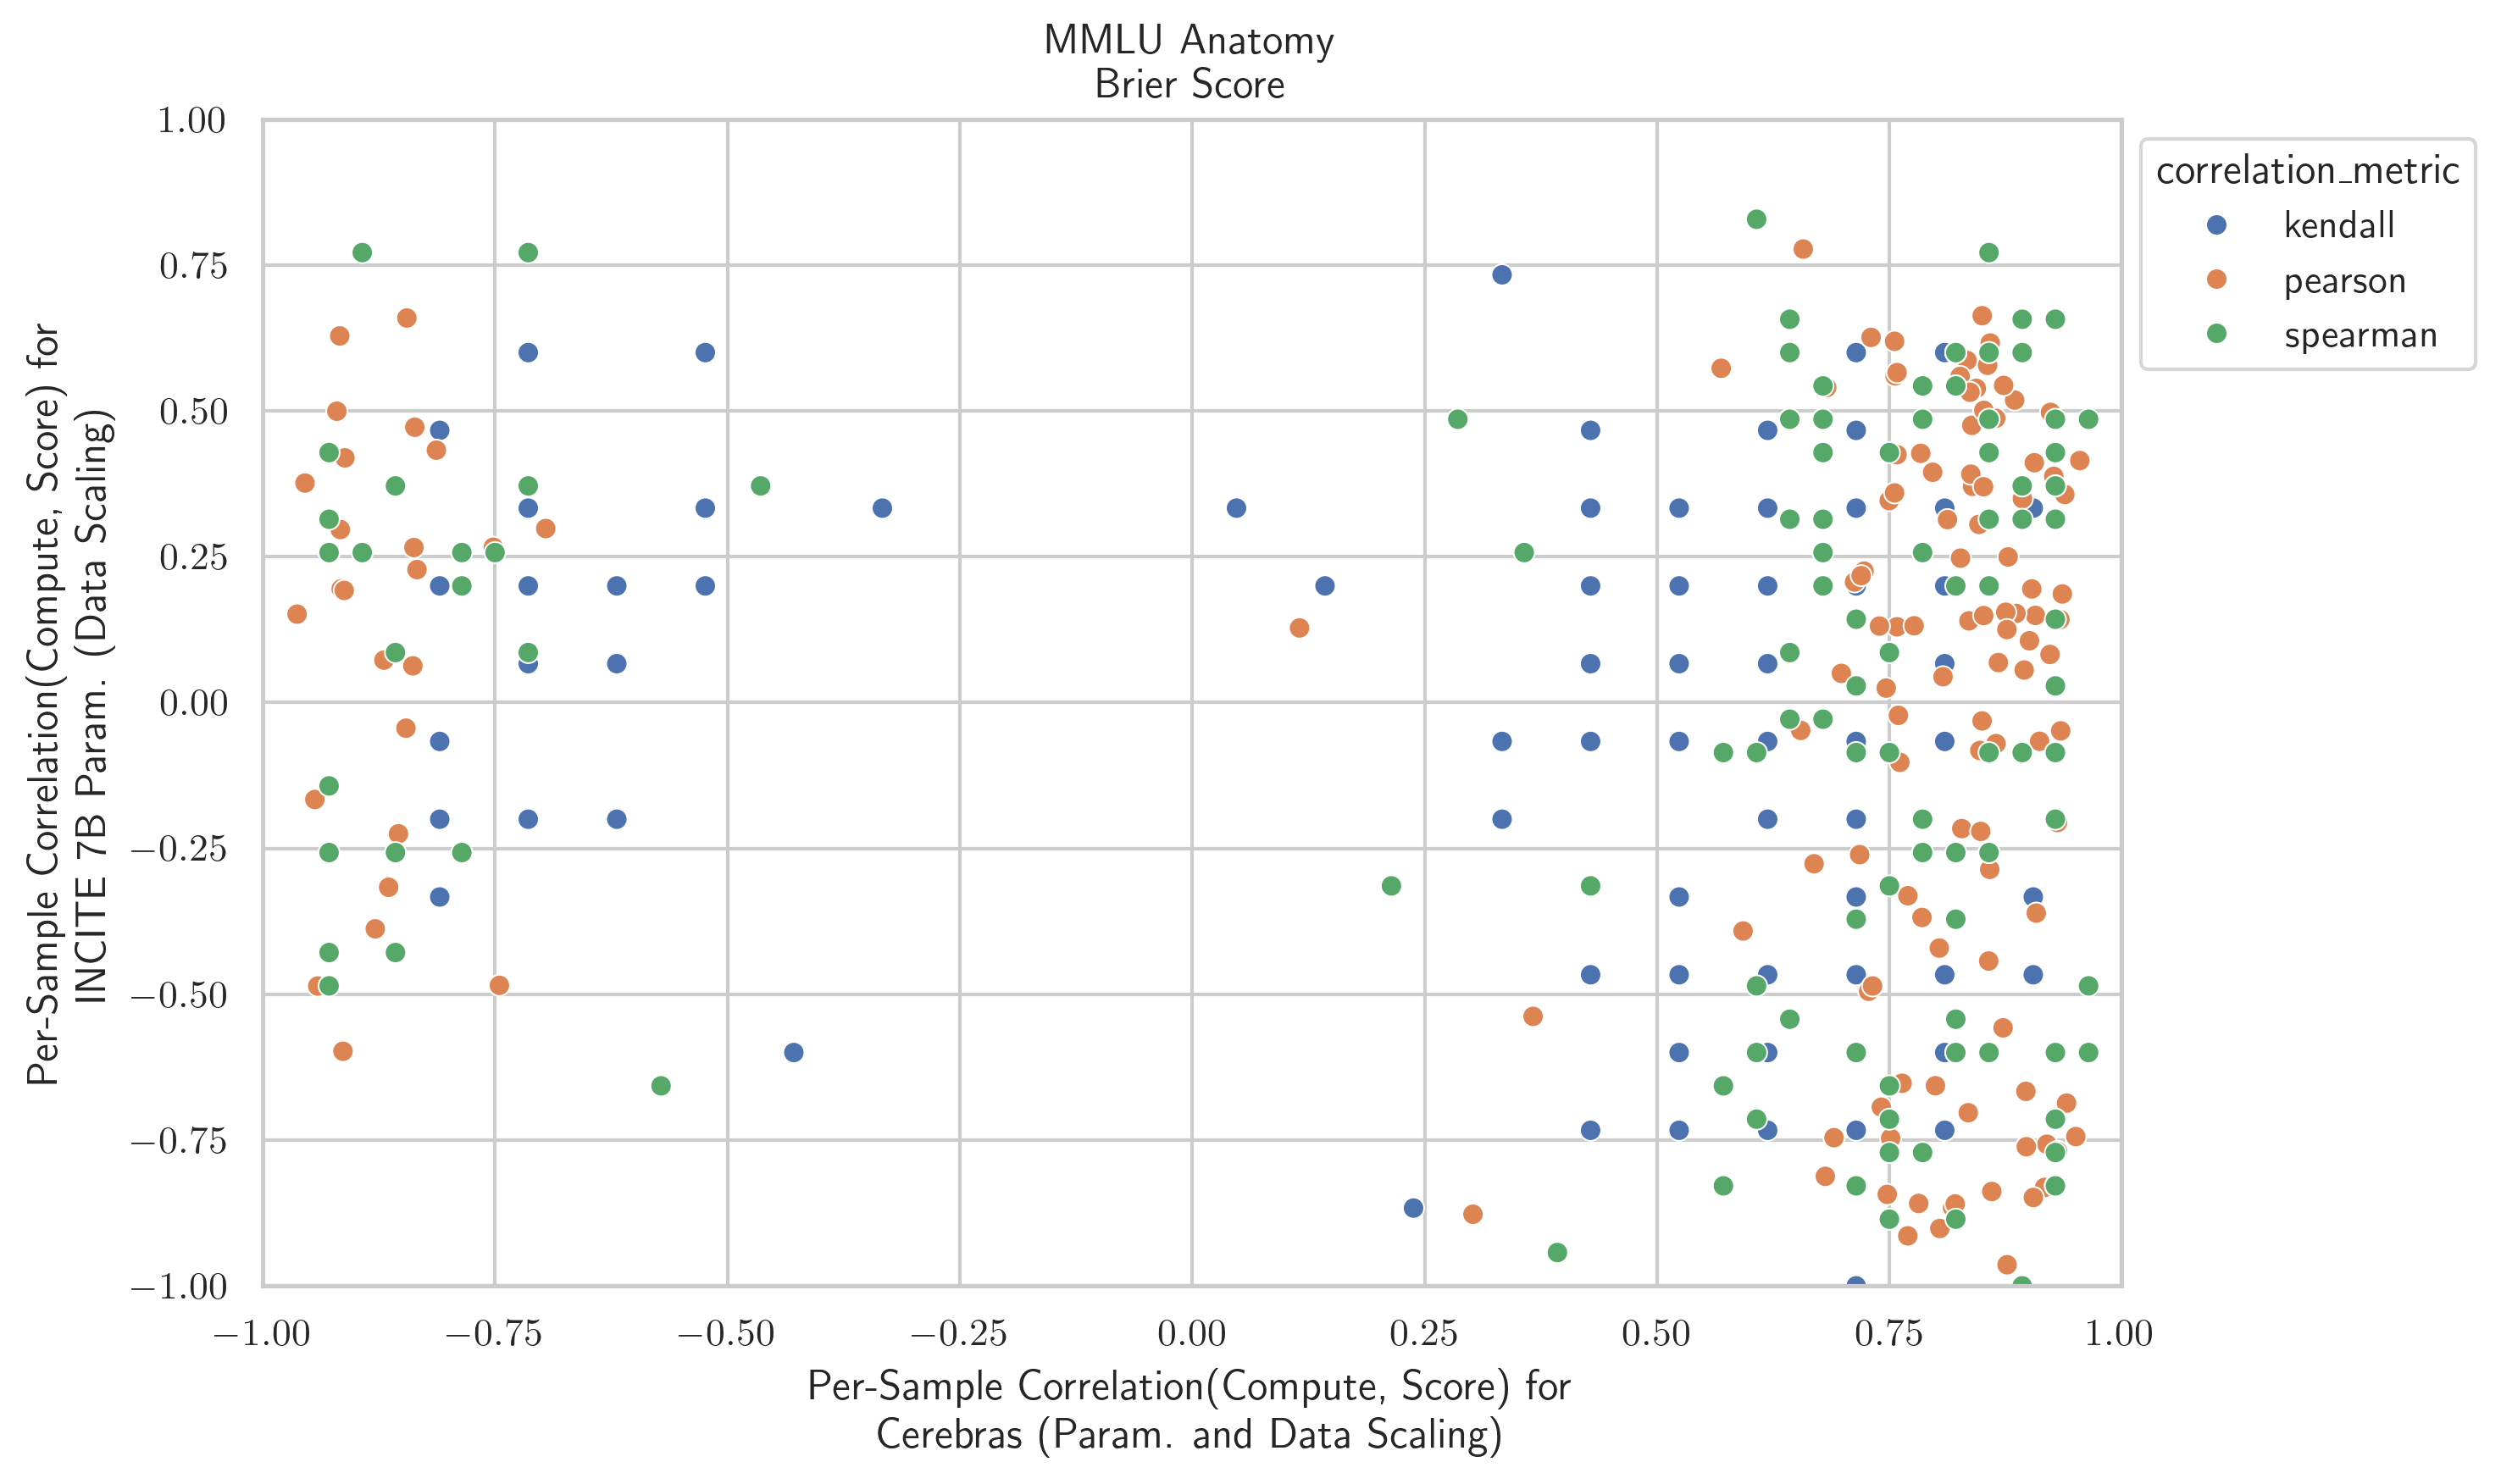 MMLU Anatomy
Brier Score
Per-Sample Correlation(Compute, Score) for
INCITE 7B Param. (Data Scaling)
1.00
0.75
0.50
0.25
0.00
−0.25
−0.50
−0.75
−1.00
−1.00 −0.75 −0.50 −0.25 0.00 0.25 0.50 0.75 1.00
Per-Sample Correlation(Compute, Score) for
Cerebras (Param. and Data Scaling)
correlation_metric
kendall
pearson
spearman